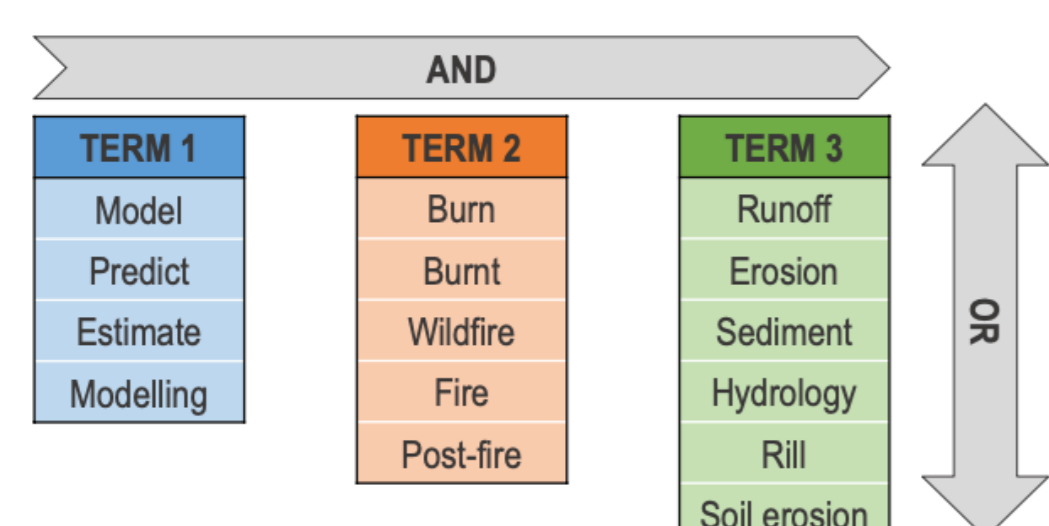 AND
TERM 1
Model
Predict
Estimate
Modelling
TERM 2
Burn
Burnt
Wildfire
Fire
Post-fire
TERM 3
Runoff
Erosion
Sediment
Hydrology
Rill
Soil erosion
OR